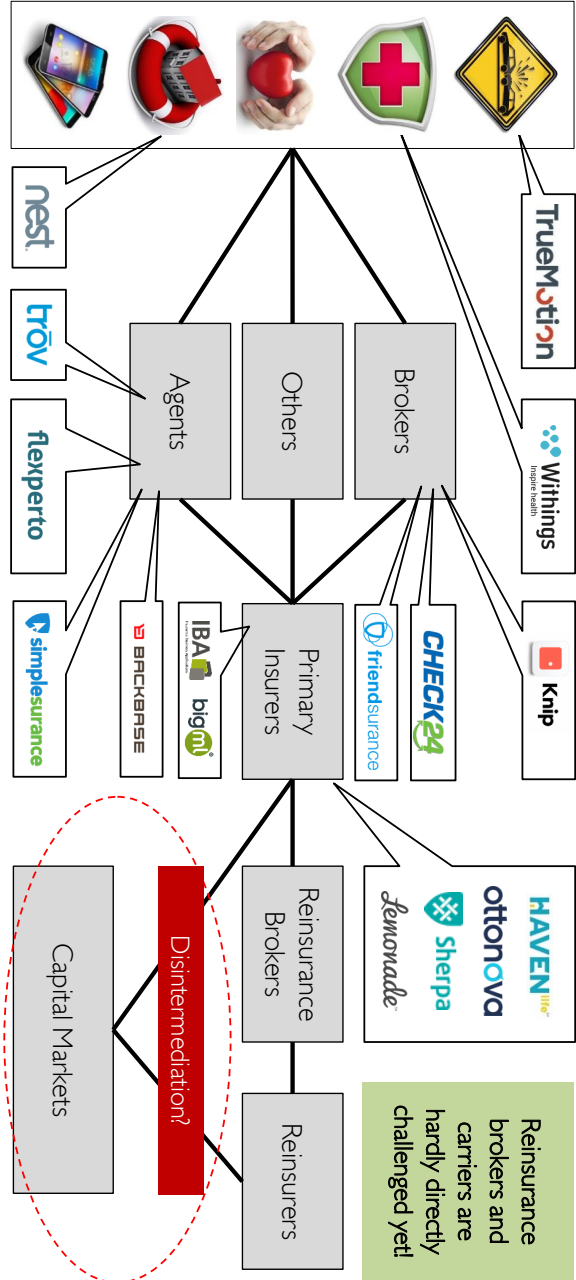 TrueMotion
Withings
Inspire health
Knip
HAVEN life™
ottonova
Sherpa
Lemonade
Reinsurance
brokers and
carriers are
hardly directly
challenged yet!
Brokers
CHECK24
friendsurance
Others
Primary
Insurers
Reinsurance
Brokers
Reinsurers
Agents
IBA
bigml®
BACKBASE
Disintermediation?
nest.
trōv
flexperto
simplesurance
Capital Markets